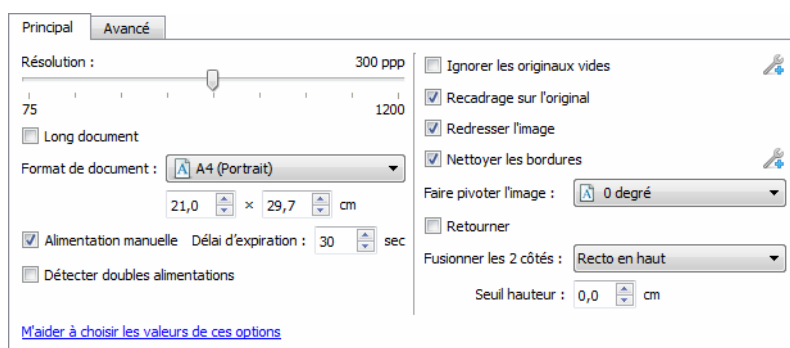 Principal Avancé
Résolution : 300 ppp
75 1200
Long document
Format de document : A4 (Portrait)
21,0 × 29,7 cm
Alimentation manuelle Délai d'expiration : 30 sec
Détecter doubles alimentations
M'aider à choisir les valeurs de ces options
Ignorer les originaux vides
Recadrage sur l'original
Redresser l'image
Nettoyer les bordures
Faire pivoter l'image : 0 degré
Retourner
Fusionner les 2 côtés : Recto en haut
Seuil hauteur : 0,0 cm